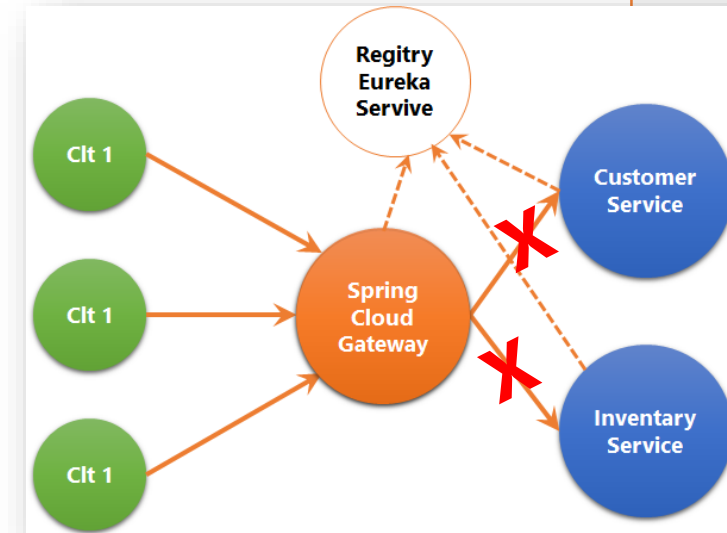 Regitry
Eureka
Servive
Clt 1
Customer
Service
Clt 1
Spring
Cloud
Gateway
Inventary
Service
Clt 1